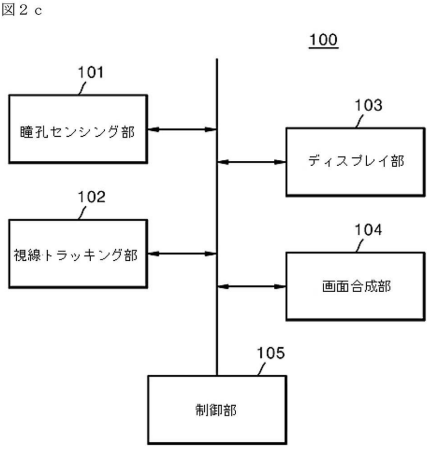 図２ｃ
100
101
瞳孔センシング部
103
ディスプレイ部
102
視線トラッキング部
104
画面合成部
105
制御部